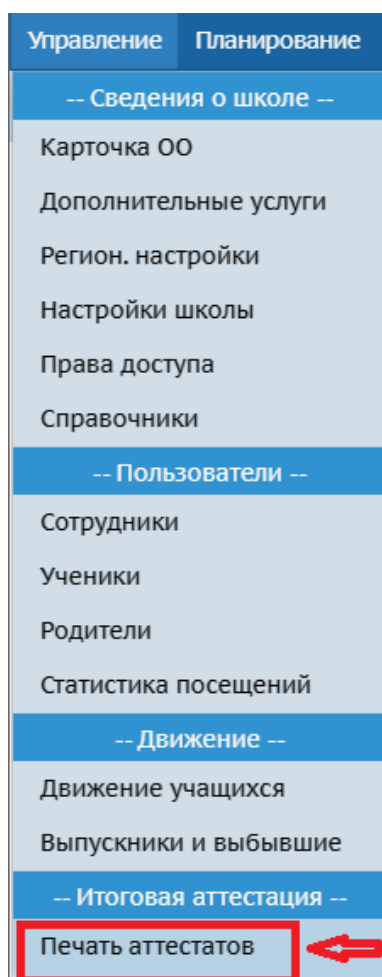 Управление Планирование
-- Сведения о школе --
Карточка ОО
Дополнительные услуги
Регион. настройки
Настройки школы
Права доступа
Справочники
-- Пользователи --
Сотрудники
Ученики
Родители
Статистика посещений
-- Движение --
Движение учащихся
Выпускники и выбывшие
-- Итоговая аттестация --
Печать аттестатов